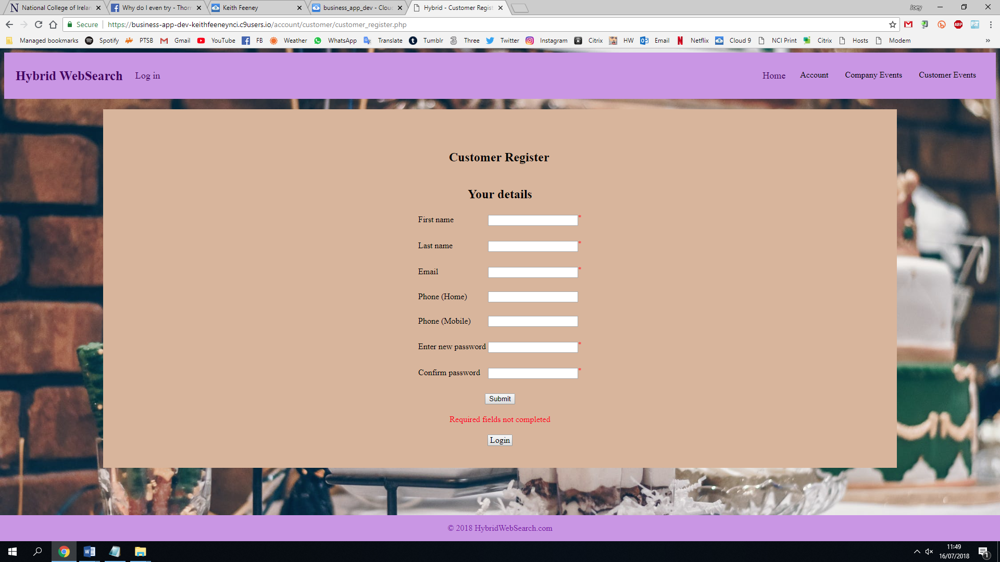 National College of Irelan
Why do I even try - Thorn
Keith Feeney
business_app_dev - Cloud
Hybrid - Customer Regist
Joey
Secure https://business-app-dev-keithfeeneynci.c9users.io/account/customer/customer_register.php
Managed bookmarks Spotify PTSB Gmail YouTube FB Weather WhatsApp Translate Tumblr Three Twitter Instagram Citrix HW Email Netflix Cloud 9 NCI Print Citrix Hosts Modem »
Hybrid WebSearch Log in Home Account Company Events Customer Events
Customer Register
Your details
First name *
Last name *
Email *
Phone (Home)
Phone (Mobile)
Enter new password *
Confirm password *
Submit
Required fields not completed
Login
© 2018 HybridWebSearch.com
11:49
16/07/2018
1